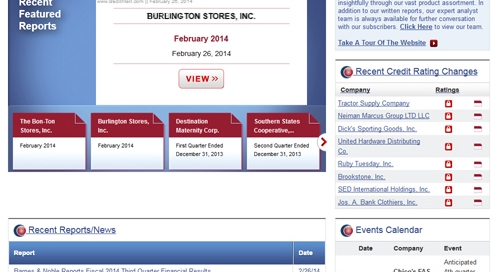 Recent
Featured
Reports
BURLINGTON STORES, INC.
February 2014
February 26, 2014
VIEW >>
The Bon-Ton
Stores, Inc.
February 2014
Burlington Stores,
Inc.
February 2014
Destination
Maternity Corp.
First Quarter Ended
December 31, 2013
Southern States
Cooperative,...
Second Quarter Ended
December 31, 2013
Recent Reports/News
Report Date
Barnes & Noble Reports Fiscal 2014 Third Quarter Financial Results 2/26/14
insightfully through our vast product assortment. In
addition to our written reports, our expert analyst
team is always available for further conversation
with our subscribers. Click Here to view our team.
Take A Tour Of The Website
Recent Credit Rating Changes
Company Ratings
Tractor Supply Company
Neiman Marcus Group LTD LLC
Dick's Sporting Goods, Inc.
United Hardware Distributing
Co.
Ruby Tuesday, Inc.
Brookstone, Inc.
SED International Holdings, Inc.
Jos. A. Bank Clothiers, Inc.
Events Calendar
Date Company Event
Anticipated
4th quarter
Chico's FAS